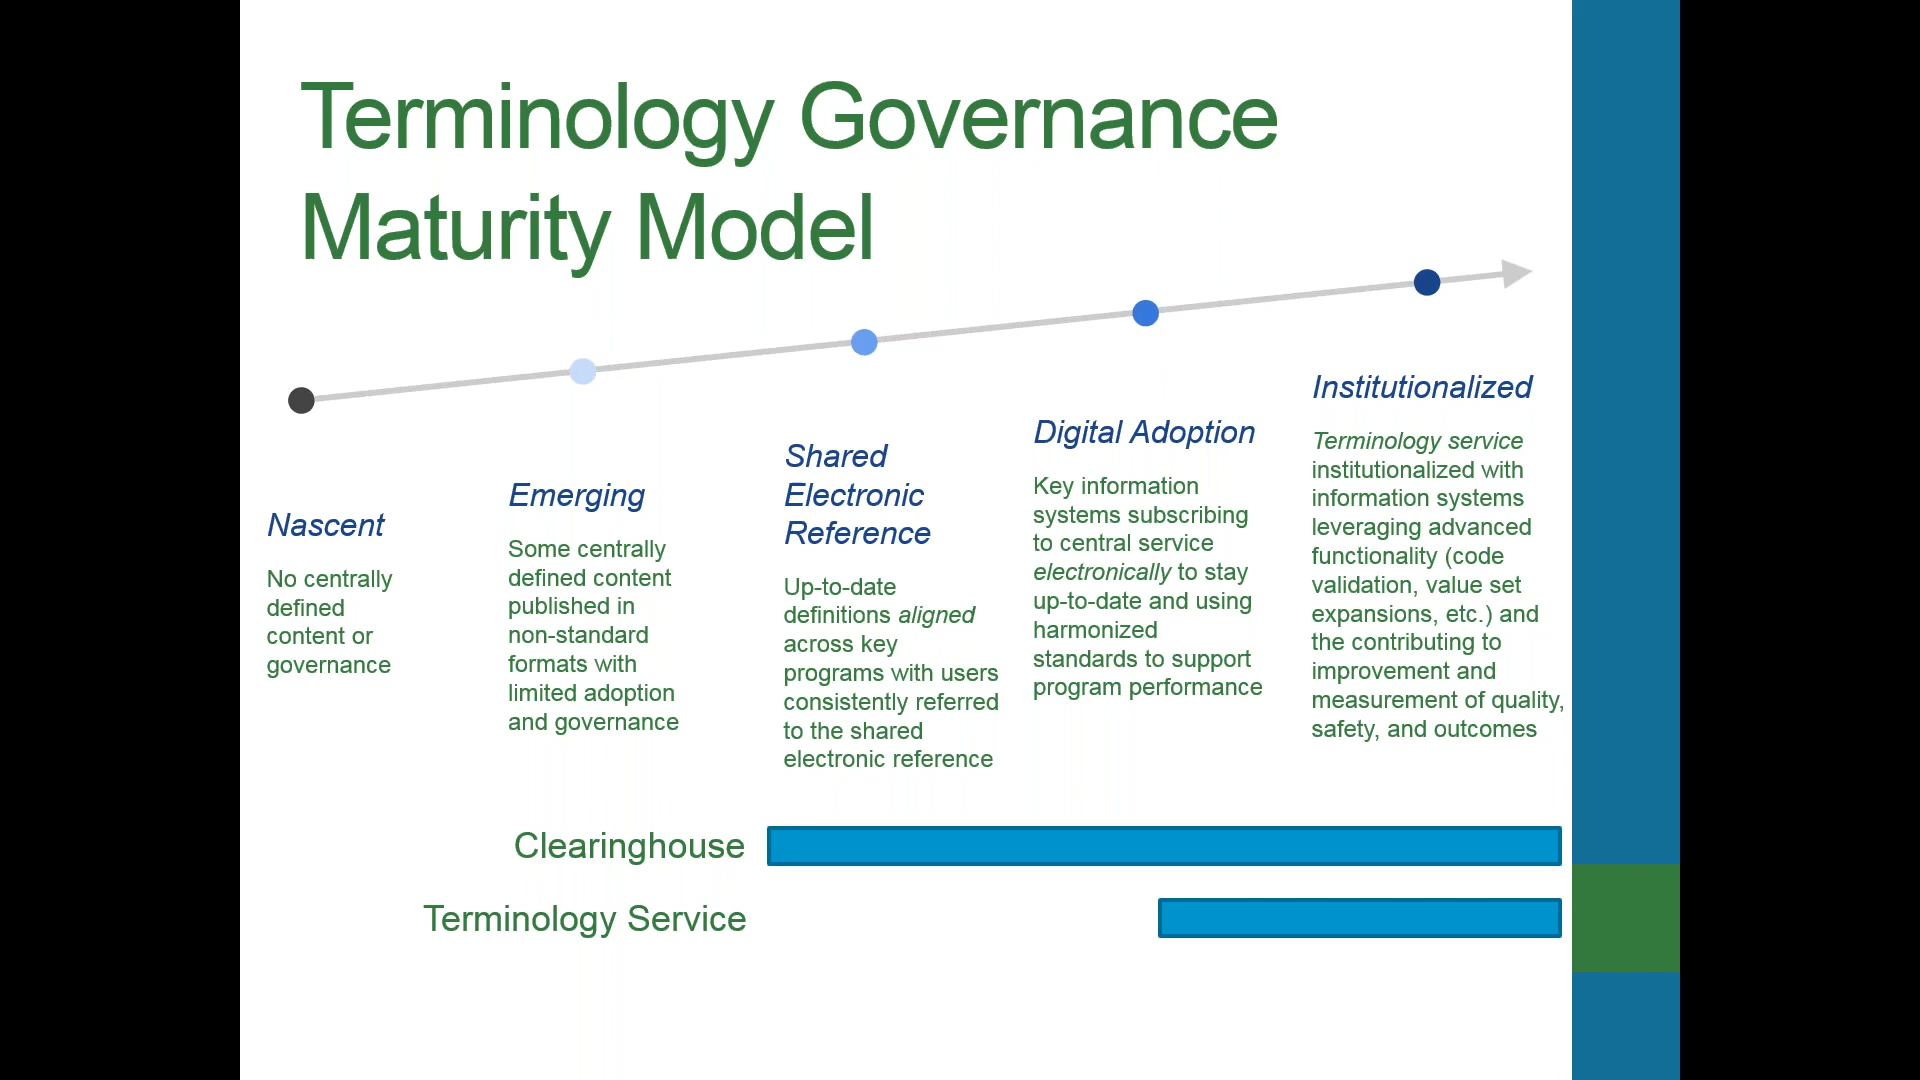 Terminology Governance
Maturity Model
Nascent
No centrally
defined
content or
governance
Emerging
Some centrally
defined content
published in
non-standard
formats with
limited adoption
and governance
Shared
Electronic
Reference
Up-to-date
definitions aligned
across key
programs with users
consistently referred
to the shared
electronic reference
Digital Adoption
Key information
systems subscribing
to central service
electronically to stay
up-to-date and using
harmonized
standards to support
program performance
Institutionalized
Terminology service
institutionalized with
information systems
leveraging advanced
functionality (code
validation, value set
expansions, etc.) and
the contributing to
improvement and
measurement of quality,
safety, and outcomes
Clearinghouse
Terminology Service